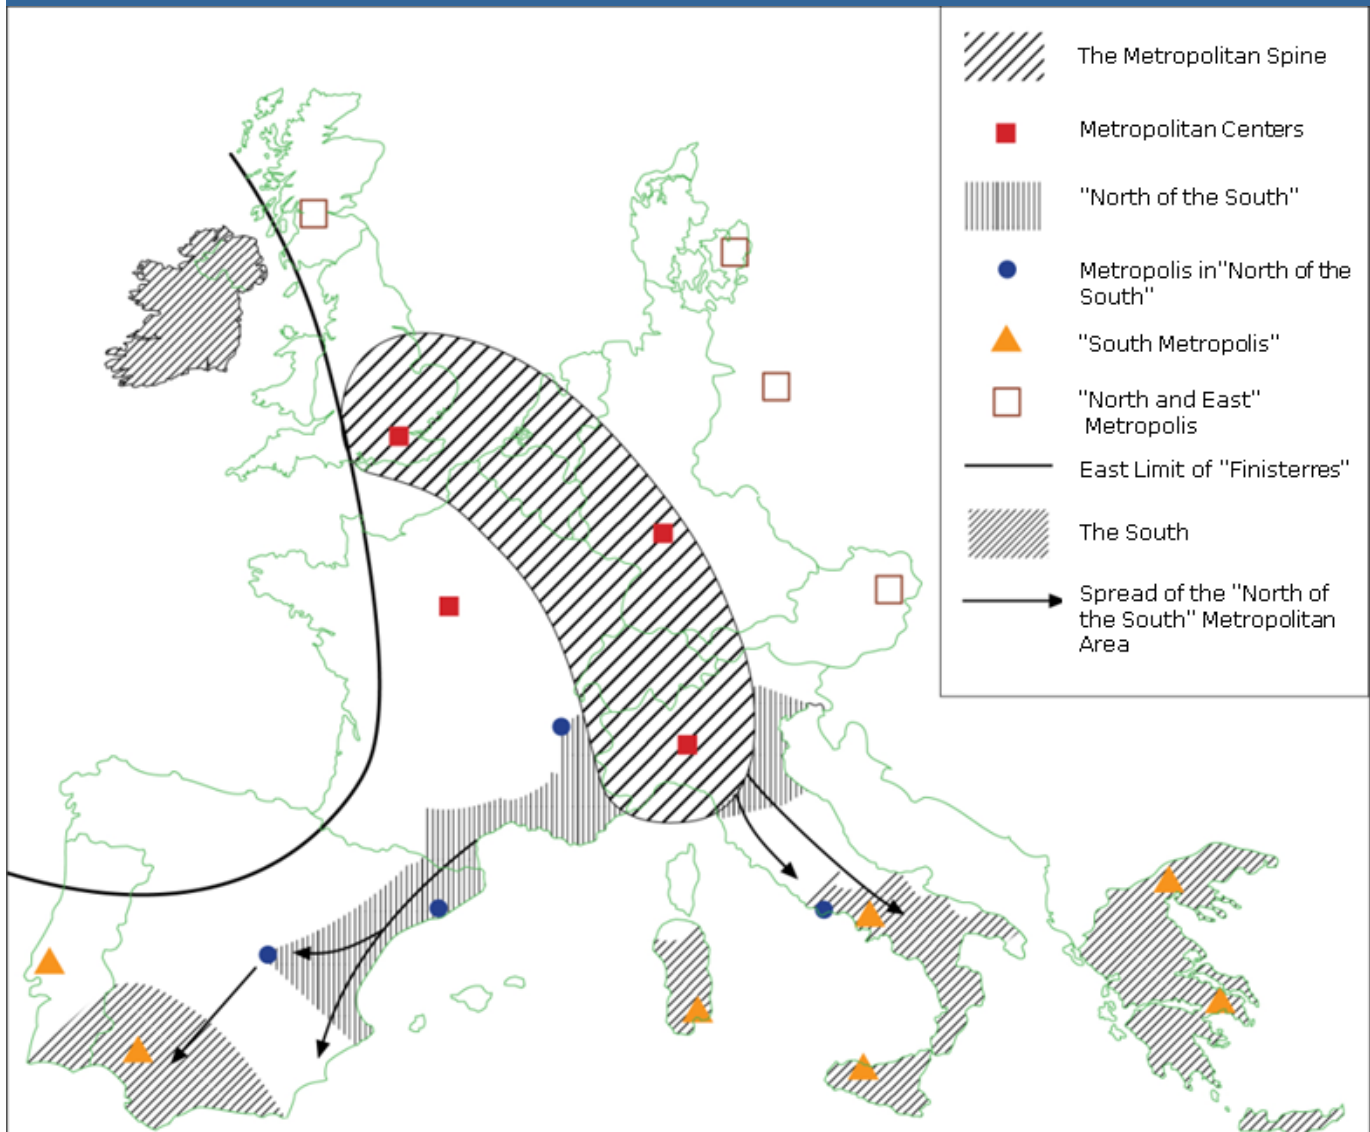 The Metropolitan Spine
Metropolitan Centers
"North of the South"
Metropolis in"North of the
South"
"South Metropolis"
"North and East"
Metropolis
East Limit of "Finisterres"
The South
Spread of the "North of
the South" Metropolitan
Area